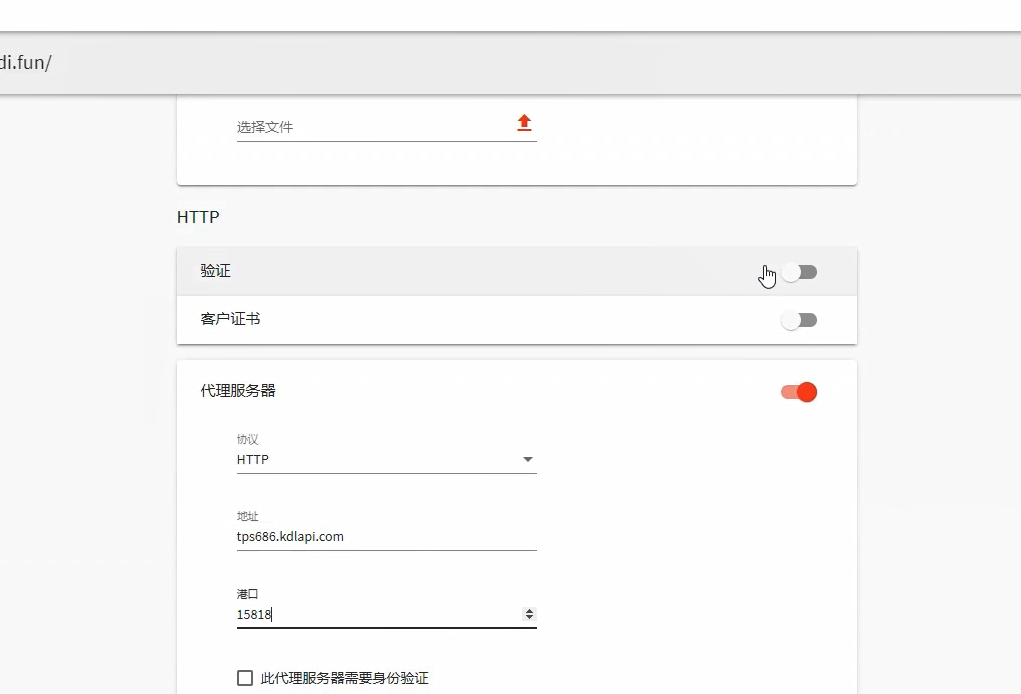 di.fun/
选择文件
HTTP
验证
客户证书
代理服务器
协议
HTTP
地址
tps686.kdlapi.com
港口
15818
此代理服务器需要身份验证